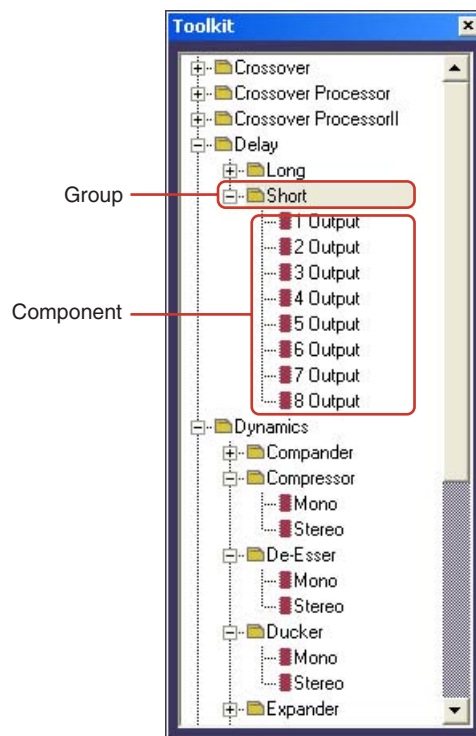 Toolkit
Crossover
Crossover Processor
Crossover ProcessorII
Delay
Long
Group
Short
1 Output
2 Output
3 Output
Component
4 Output
5 Output
6 Output
7 Output
8 Output
Dynamics
Compander
Compressor
Mono
Stereo
De-Esser
Mono
Stereo
Ducker
Mono
Stereo
Expander